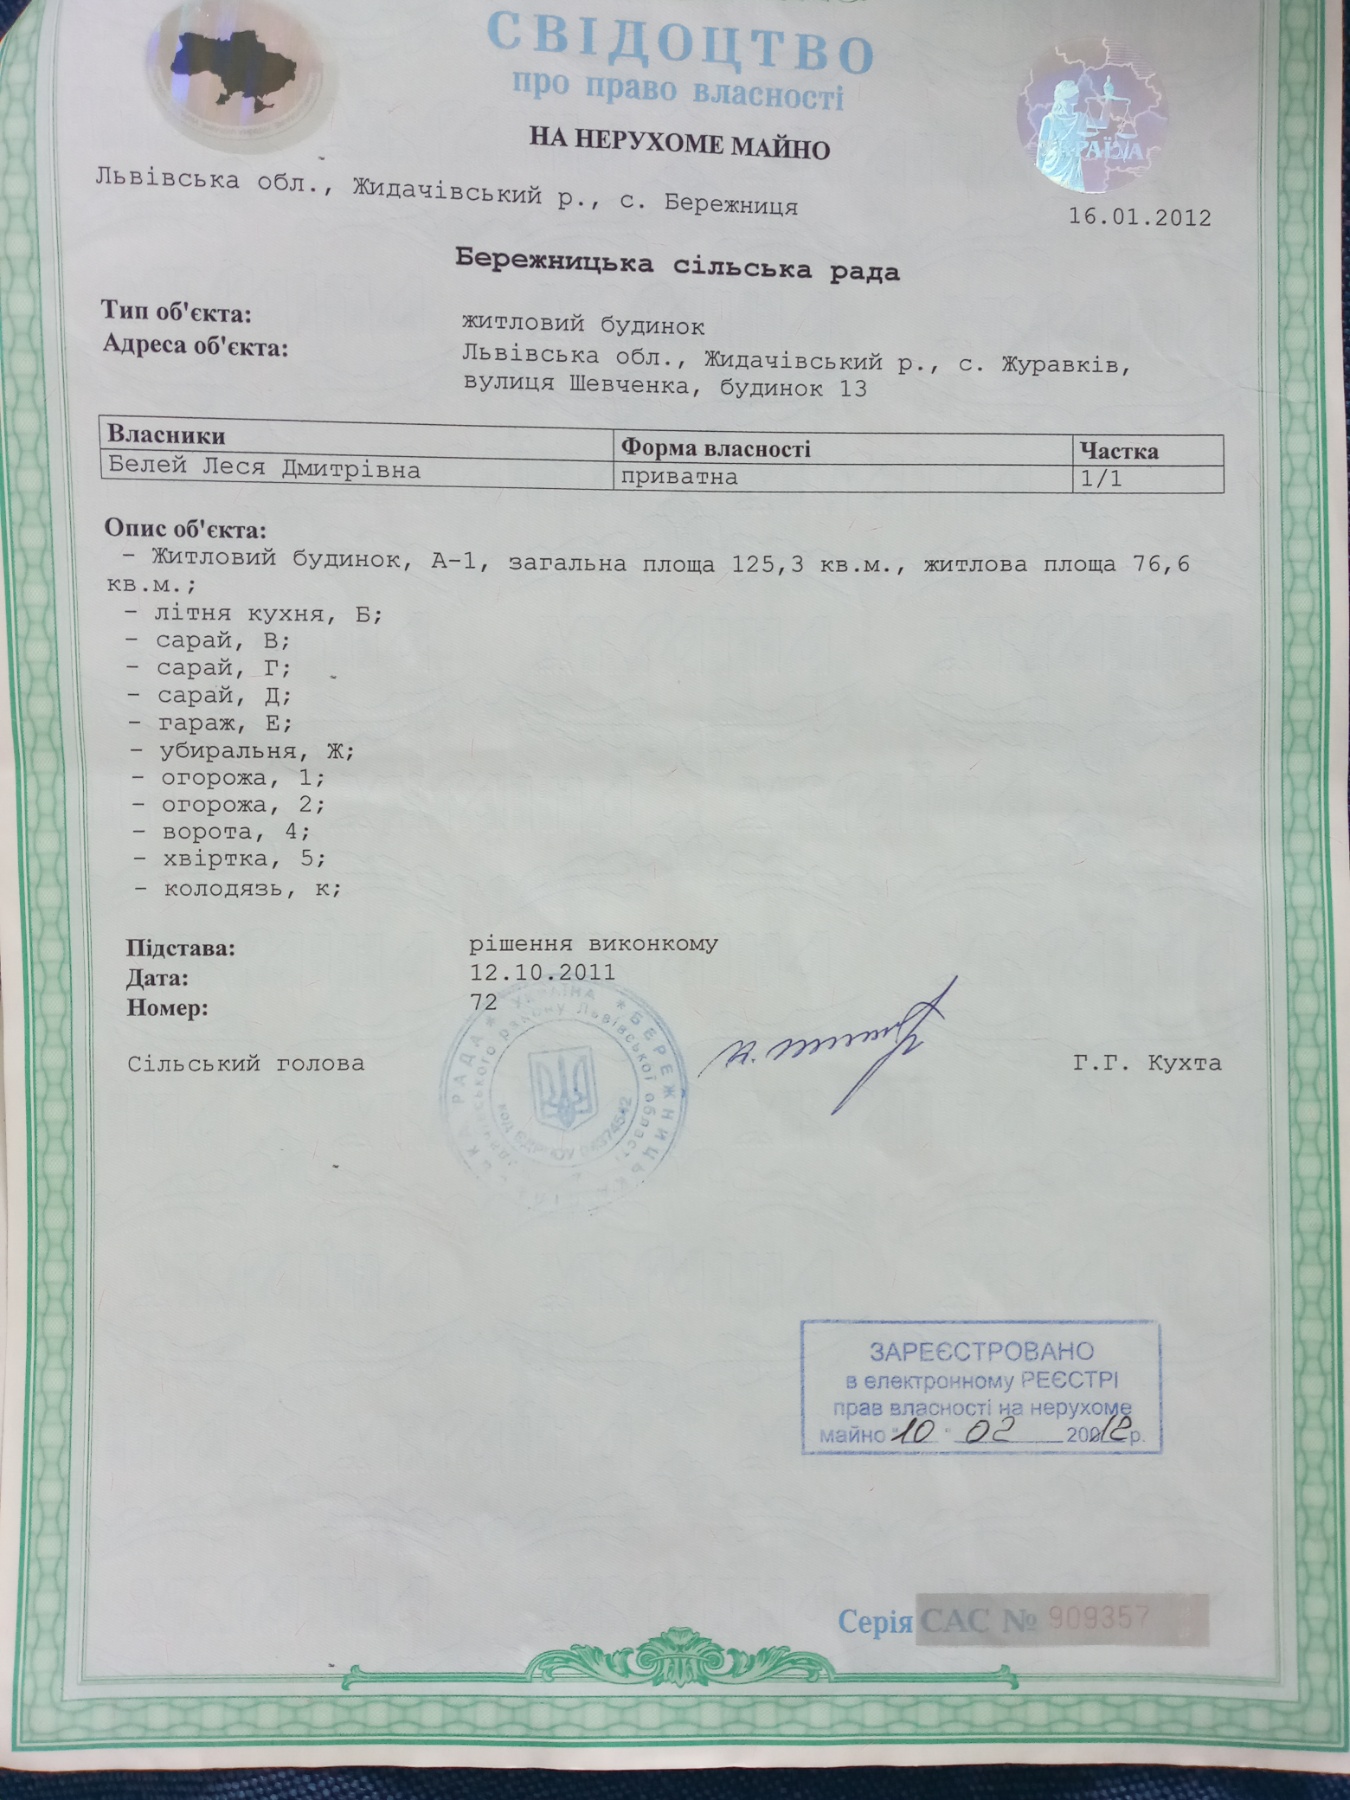 СВІДОЦТВО
про право власності
НА НЕРУХОМЕ МАЙНО
УКРАЇНА
Львівська обл., Жидачівський р., с. Бережниця
16.01.2012
Бережницька сільська рада
Тип об'єкта: житловий будинок
Адреса об'єкта: Львівська обл., Жидачівський р., с. Журавків,
вулиця Шевченка, будинок 13
Власники Форма власності Частка
Белей Леся Дмитрівна приватна 1/1
Опис об'єкта:
– Житловий будинок, А-1, загальна площа 125,3 кв.м., житлова площа 76,6
кв.м.;
– літня кухня, Б;
– сарай, В;
– сарай, Г;
– сарай, Д;
– гараж, Е;
– убиральня, Ж;
– огорожа, 1;
– огорожа, 2;
– ворота, 4;
– хвіртка, 5;
– колодязь, к;
Підстава: рішення виконкому
Дата: 12.10.2011
Номер: 72
Сільський голова Г.Г. Кухта
УКРАЇНА * БЕРЕЖНИЦЬКА РАДА *
району Львівської області
код ЄДРПОУ
ЗАРЕЄСТРОВАНО
в електронному РЕЄСТРІ
прав власності на нерухоме
майно "10" 02 2012р.
Серія САС № 909357